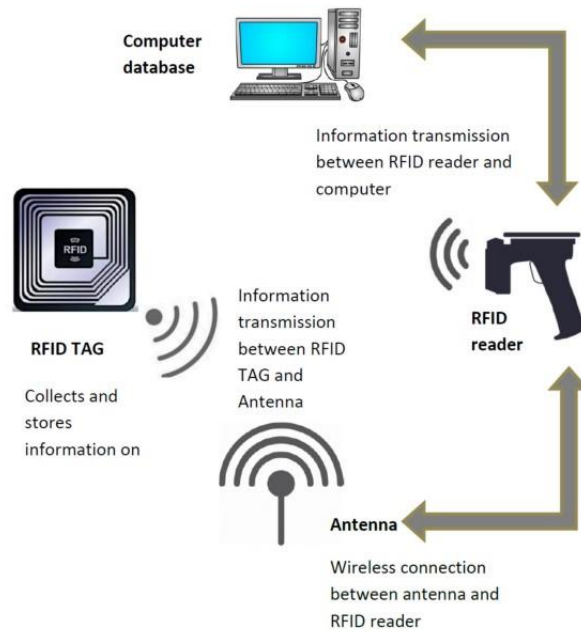 Computer
database
Information transmission
between RFID reader and
computer
RFID
RFID TAG
Collects and
stores
information on
Information
transmission
between RFID
TAG and
Antenna
RFID
reader
Antenna
Wireless connection
between antenna and
RFID reader